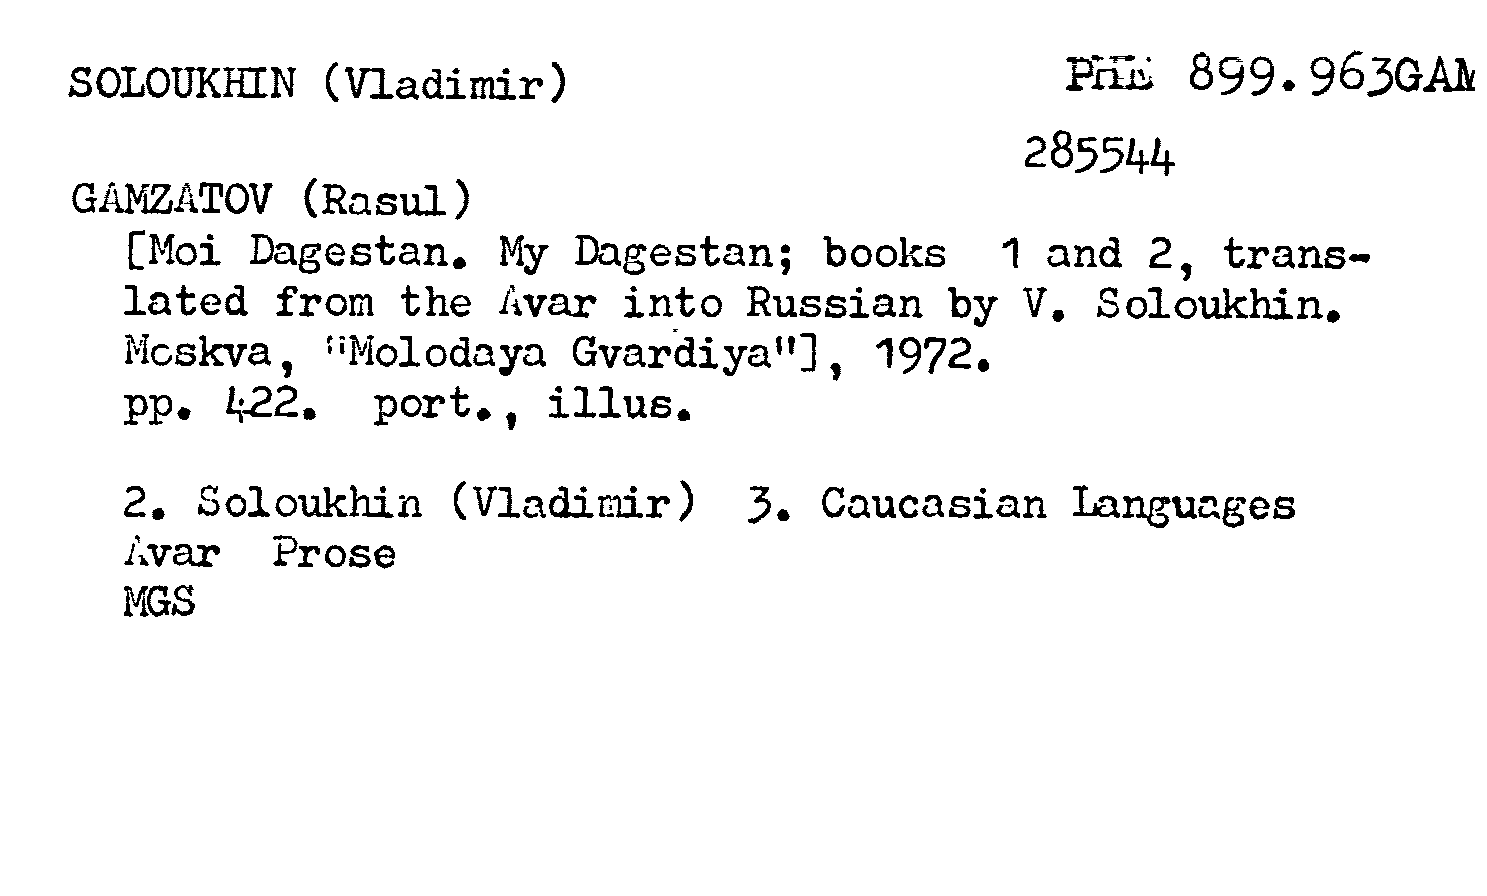 SOLOUKHIN (Vladimir) 899.963GAM
285544
GAMZATOV (Rasul)
[Moi Dagestan. My Dagestan; books 1 and 2, trans-
lated from the Avar into Russian by V. Soloukhin.
Moskva, "Molodaya Gvardiya"], 1972.
pp. 422. port., illus.
2. Soloukhin (Vladimir) 3. Caucasian Languages
Avar Prose
MGS